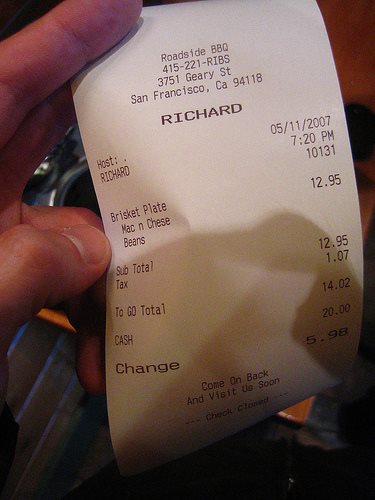 Roadside BBQ
415-221-RIBS
3751 Geary St
San Francisco, Ca 94118
RICHARD
05/11/2007
Host: . 7:20 PM
RICHARD 10131
Brisket Plate 12.95
Mac n Chese
Beans
Sub Total 12.95
Tax 1.07
To GO Total 14.02
CASH 20.00
Change 5.98
Come On Back
And Visit Us Soon
--- Check Closed ---